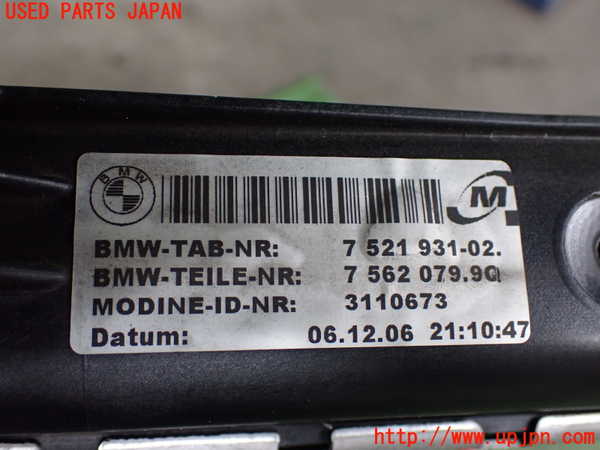 USED PARTS JAPAN
BMW
M
BMW-TAB-NR: 7 521 931-02.
BMW-TEILE-NR: 7 562 079.9
MODINE-ID-NR: 3110673
Datum: 06.12.06 21:10:47
http://www.upjpn.com